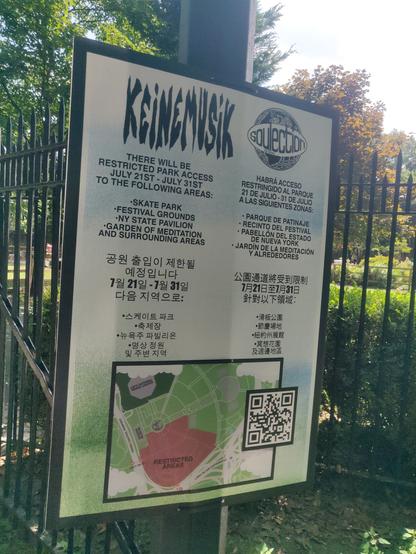 KEINEMUSIK
SOULECTION
THERE WILL BE
RESTRICTED PARK ACCESS
JULY 21ST - JULY 31ST
TO THE FOLLOWING AREAS:
•SKATE PARK
•FESTIVAL GROUNDS
•NY STATE PAVILION
•GARDEN OF MEDITATION
AND SURROUNDING AREAS
HABRÁ ACCESO
RESTRINGIDO AL PARQUE
21 DE JULIO - 31 DE JULIO
A LAS SIGUIENTES ZONAS:
• PARQUE DE PATINAJE
• RECINTO DEL FESTIVAL
• PABELLÓN DEL ESTADO
DE NUEVA YORK
• JARDÍN DE LA MEDITACIÓN
Y ALREDEDORES
공원 출입이 제한될
예정입니다
7월 21일 - 7월 31일
다음 지역으로:
•스케이트 파크
•축제장
•뉴욕주 파빌리온
•명상 정원
및 주변 지역
公園通道將受到限制
7月21日至7月31日
針對以下領域:
•滑板公園
•節慶場地
•紐約州展館
•冥想花園
及週邊地區
RESTRICTED
AREAS